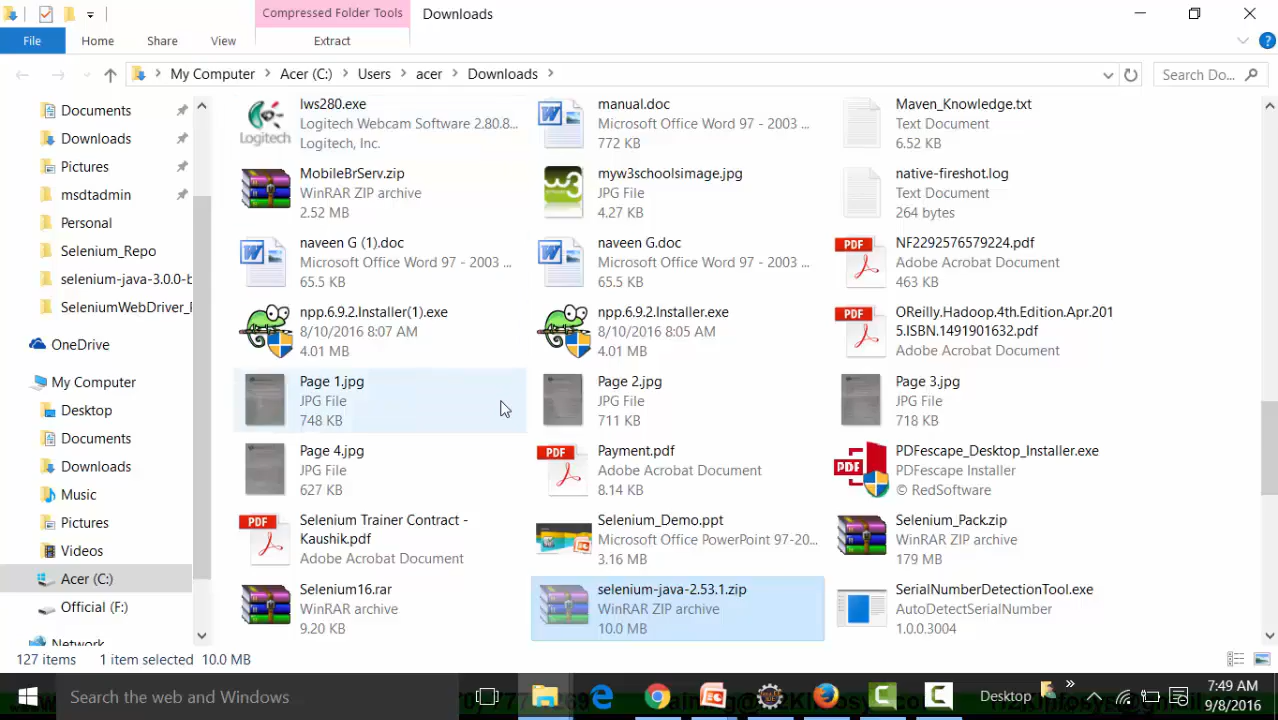 Compressed Folder Tools
Downloads
File
Home
Share
View
Extract
My Computer > Acer (C:) > Users > acer > Downloads >
Search Do...
Documents
Downloads
Pictures
msdtadmin
Personal
Selenium_Repo
selenium-java-3.0.0-b
SeleniumWebDriver_
OneDrive
My Computer
Desktop
Documents
Downloads
Music
Pictures
Videos
Acer (C:)
Official (F:)
Network
lws280.exe
Logitech Webcam Software 2.80.8...
Logitech, Inc.
Logitech
manual.doc
Microsoft Office Word 97 - 2003 ...
772 KB
Maven_Knowledge.txt
Text Document
6.52 KB
MobileBrServ.zip
WinRAR ZIP archive
2.52 MB
myw3schoolsimage.jpg
JPG File
4.27 KB
w3
native-fireshot.log
Text Document
264 bytes
naveen G (1).doc
Microsoft Office Word 97 - 2003 ...
65.5 KB
naveen G.doc
Microsoft Office Word 97 - 2003 ...
65.5 KB
PDF
NF2292576579224.pdf
Adobe Acrobat Document
463 KB
npp.6.9.2.Installer(1).exe
8/10/2016 8:07 AM
4.01 MB
npp.6.9.2.Installer.exe
8/10/2016 8:05 AM
4.01 MB
PDF
OReilly.Hadoop.4th.Edition.Apr.201
5.ISBN.1491901632.pdf
Adobe Acrobat Document
Page 1.jpg
JPG File
748 KB
Page 2.jpg
JPG File
711 KB
Page 3.jpg
JPG File
718 KB
Page 4.jpg
JPG File
627 KB
PDF
Payment.pdf
Adobe Acrobat Document
8.14 KB
PDF
PDFescape_Desktop_Installer.exe
PDFescape Installer
© RedSoftware
PDF
Selenium Trainer Contract -
Kaushik.pdf
Adobe Acrobat Document
Selenium_Demo.ppt
Microsoft Office PowerPoint 97-20...
3.16 MB
Selenium_Pack.zip
WinRAR ZIP archive
179 MB
Selenium16.rar
WinRAR archive
9.20 KB
selenium-java-2.53.1.zip
WinRAR ZIP archive
10.0 MB
SerialNumberDetectionTool.exe
AutoDetectSerialNumber
1.0.0.3004
127 items 1 item selected 10.0 MB
Search the web and Windows
Desktop
7:49 AM
9/8/2016